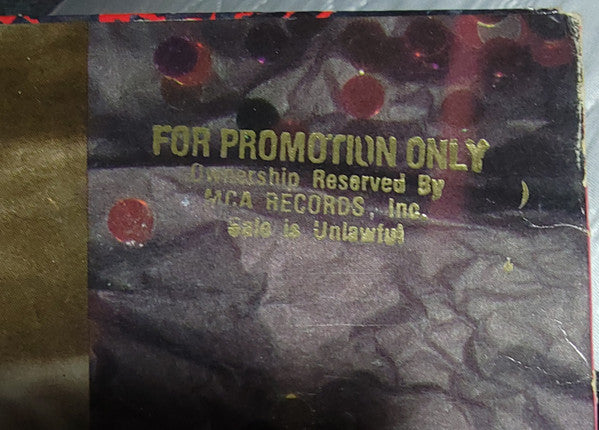 FOR PROMOTION ONLY
Ownership Reserved By
MCA RECORDS, Inc.
Sale is Unlawful